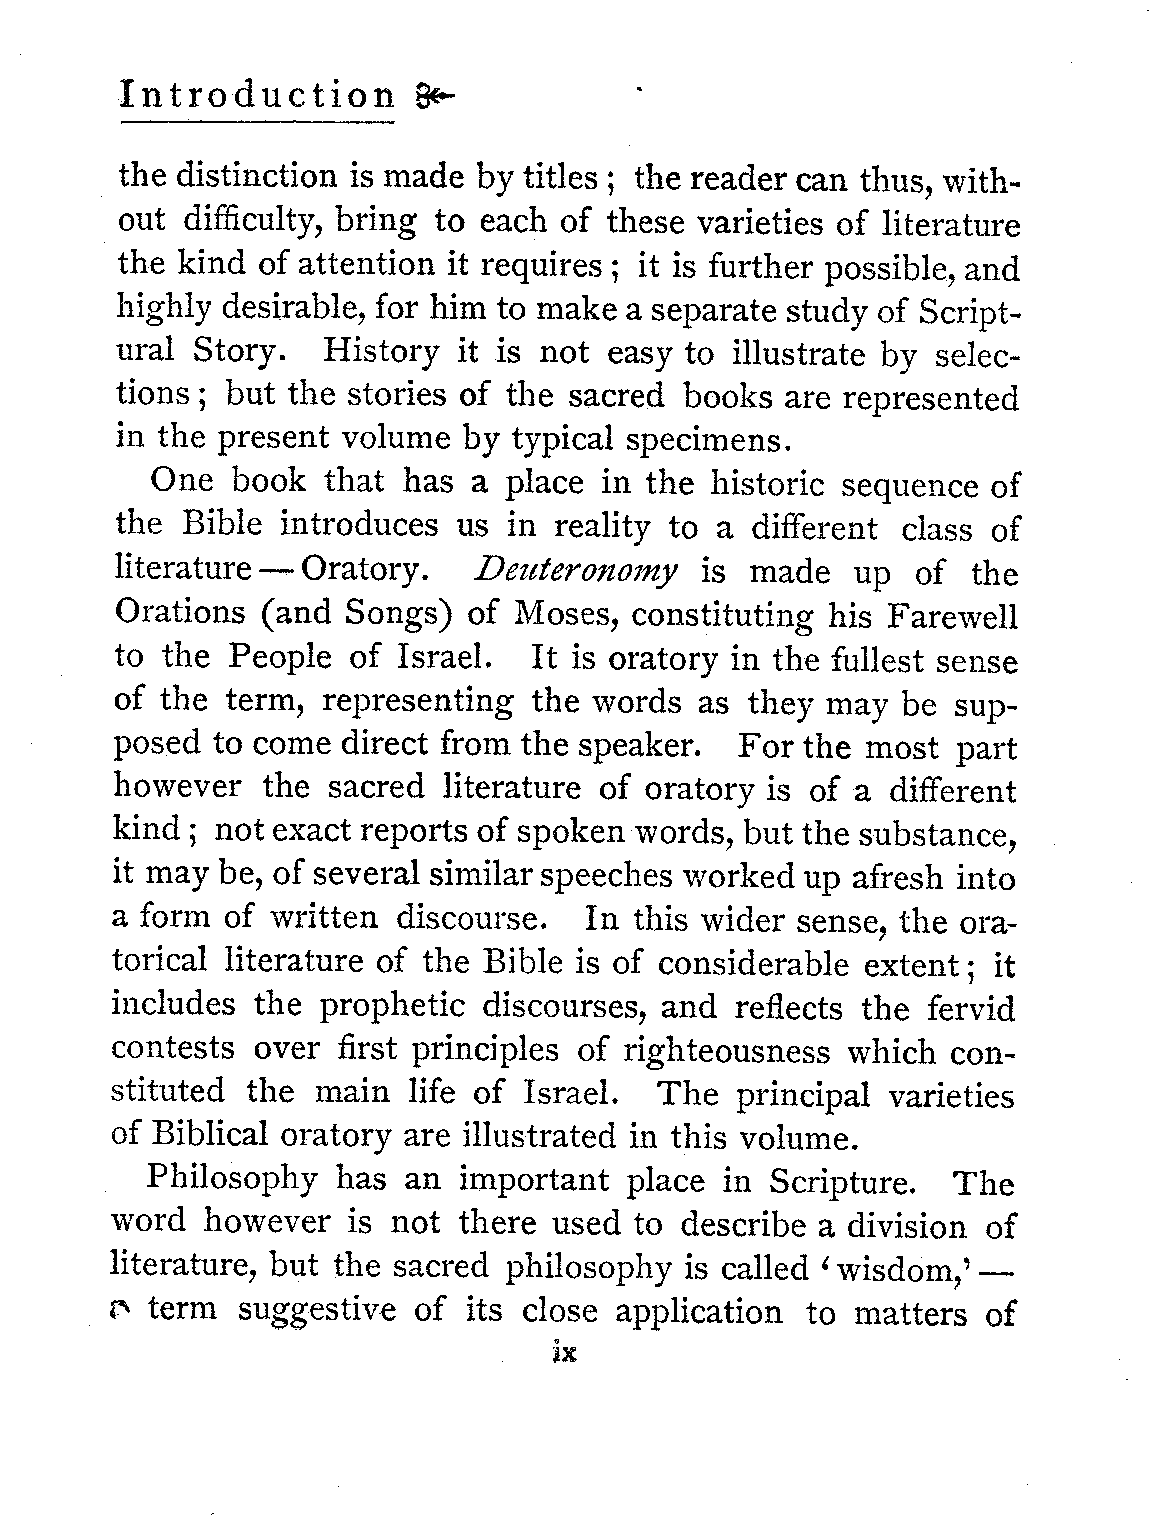 Introduction
the distinction is made by titles ; the reader can thus, with-
out difficulty, bring to each of these varieties of literature
the kind of attention it requires ; it is further possible, and
highly desirable, for him to make a separate study of Script-
ural Story. History it is not easy to illustrate by selec-
tions ; but the stories of the sacred books are represented
in the present volume by typical specimens.
One book that has a place in the historic sequence of
the Bible introduces us in reality to a different class of
literature — Oratory. Deuteronomy is made up of the
Orations (and Songs) of Moses, constituting his Farewell
to the People of Israel. It is oratory in the fullest sense
of the term, representing the words as they may be sup-
posed to come direct from the speaker. For the most part
however the sacred literature of oratory is of a different
kind ; not exact reports of spoken words, but the substance,
it may be, of several similar speeches worked up afresh into
a form of written discourse. In this wider sense, the ora-
torical literature of the Bible is of considerable extent ; it
includes the prophetic discourses, and reflects the fervid
contests over first principles of righteousness which con-
stituted the main life of Israel. The principal varieties
of Biblical oratory are illustrated in this volume.
Philosophy has an important place in Scripture. The
word however is not there used to describe a division of
literature, but the sacred philosophy is called ‘wisdom,’ —
a term suggestive of its close application to matters of
ix